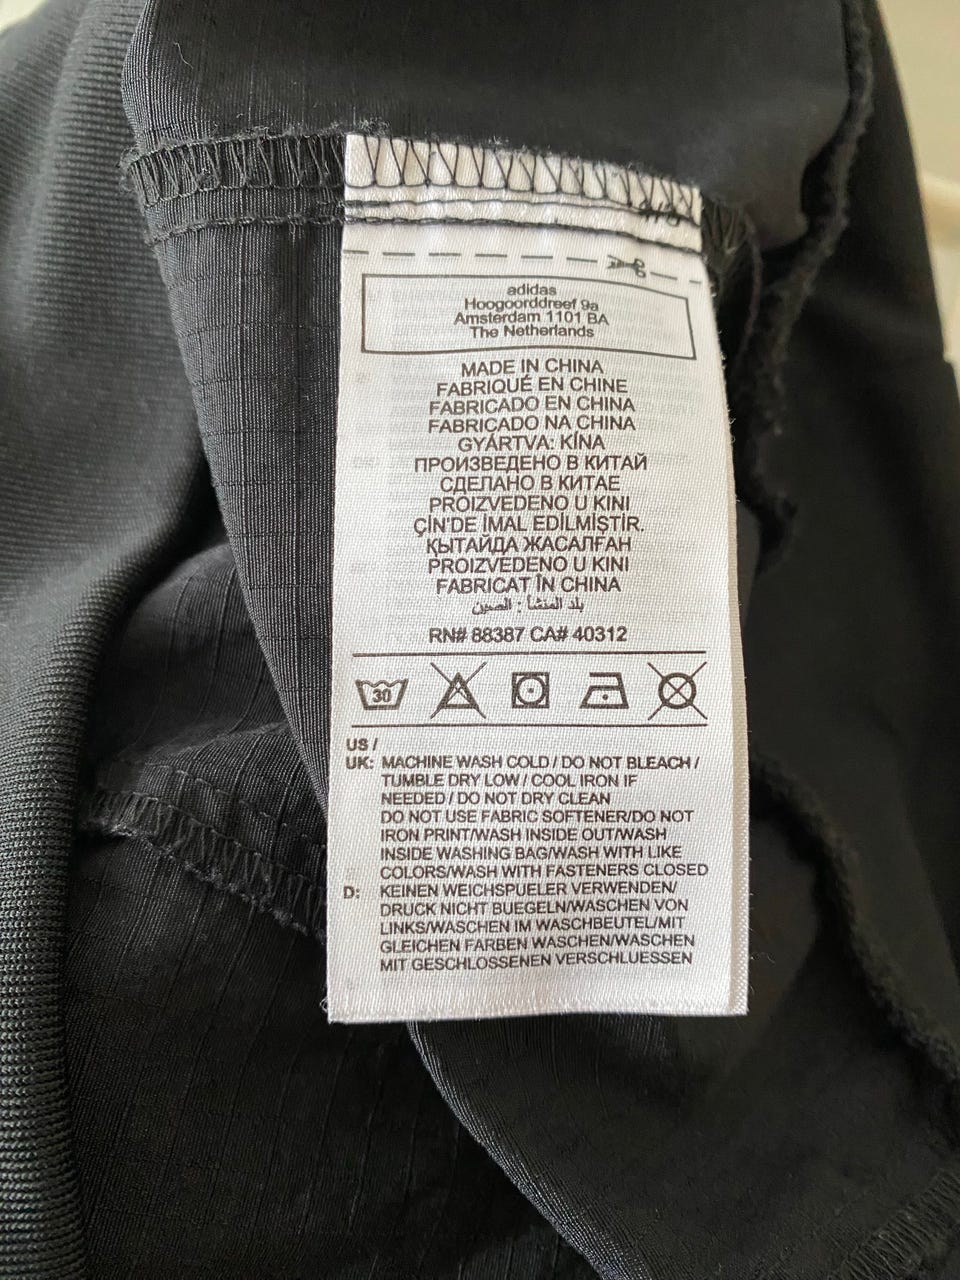 adidas
Hoogoorddreef 9a
Amsterdam 1101 BA
The Netherlands
MADE IN CHINA
FABRIQUÉ EN CHINE
FABRICADO EN CHINA
FABRICADO NA CHINA
GYÁRTVA: KÍNA
ПРОИЗВЕДЕНО В КИТАЙ
СДЕЛАНО В КИТАЕ
PROIZVEDENO U KINI
ÇİN'DE İMAL EDİLMİŞTİR.
ҚЫТАЙДА ЖАСАЛҒАН
PROIZVEDENO U KINI
FABRICAT ÎN CHINA
بلد المنشأ : الصين
RN# 88387 CA# 40312
30
US /
UK: MACHINE WASH COLD / DO NOT BLEACH /
TUMBLE DRY LOW / COOL IRON IF
NEEDED / DO NOT DRY CLEAN
DO NOT USE FABRIC SOFTENER/DO NOT
IRON PRINT/WASH INSIDE OUT/WASH
INSIDE WASHING BAG/WASH WITH LIKE
COLORS/WASH WITH FASTENERS CLOSED
D: KEINEN WEICHSPUELER VERWENDEN/
DRUCK NICHT BUEGELN/WASCHEN VON
LINKS/WASCHEN IM WASCHBEUTEL/MIT
GLEICHEN FARBEN WASCHEN/WASCHEN
MIT GESCHLOSSENEN VERSCHLUESSEN